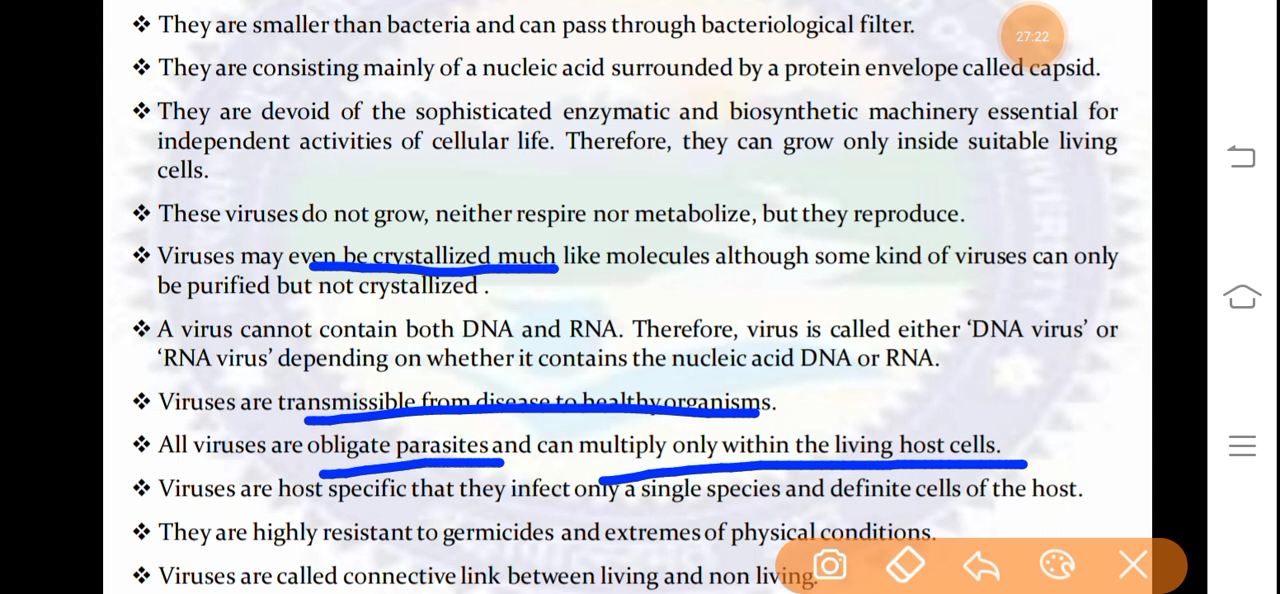 ❖ They are smaller than bacteria and can pass through bacteriological filter.
27:22
❖ They are consisting mainly of a nucleic acid surrounded by a protein envelope called capsid.
❖ They are devoid of the sophisticated enzymatic and biosynthetic machinery essential for
independent activities of cellular life. Therefore, they can grow only inside suitable living
cells.
❖ These viruses do not grow, neither respire nor metabolize, but they reproduce.
❖ Viruses may even be crystallized much like molecules although some kind of viruses can only
be purified but not crystallized .
❖ A virus cannot contain both DNA and RNA. Therefore, virus is called either ‘DNA virus’ or
‘RNA virus’ depending on whether it contains the nucleic acid DNA or RNA.
❖ Viruses are transmissible from disease to healthy organisms.
❖ All viruses are obligate parasites and can multiply only within the living host cells.
❖ Viruses are host specific that they infect only a single species and definite cells of the host.
❖ They are highly resistant to germicides and extremes of physical conditions.
❖ Viruses are called connective link between living and non living.